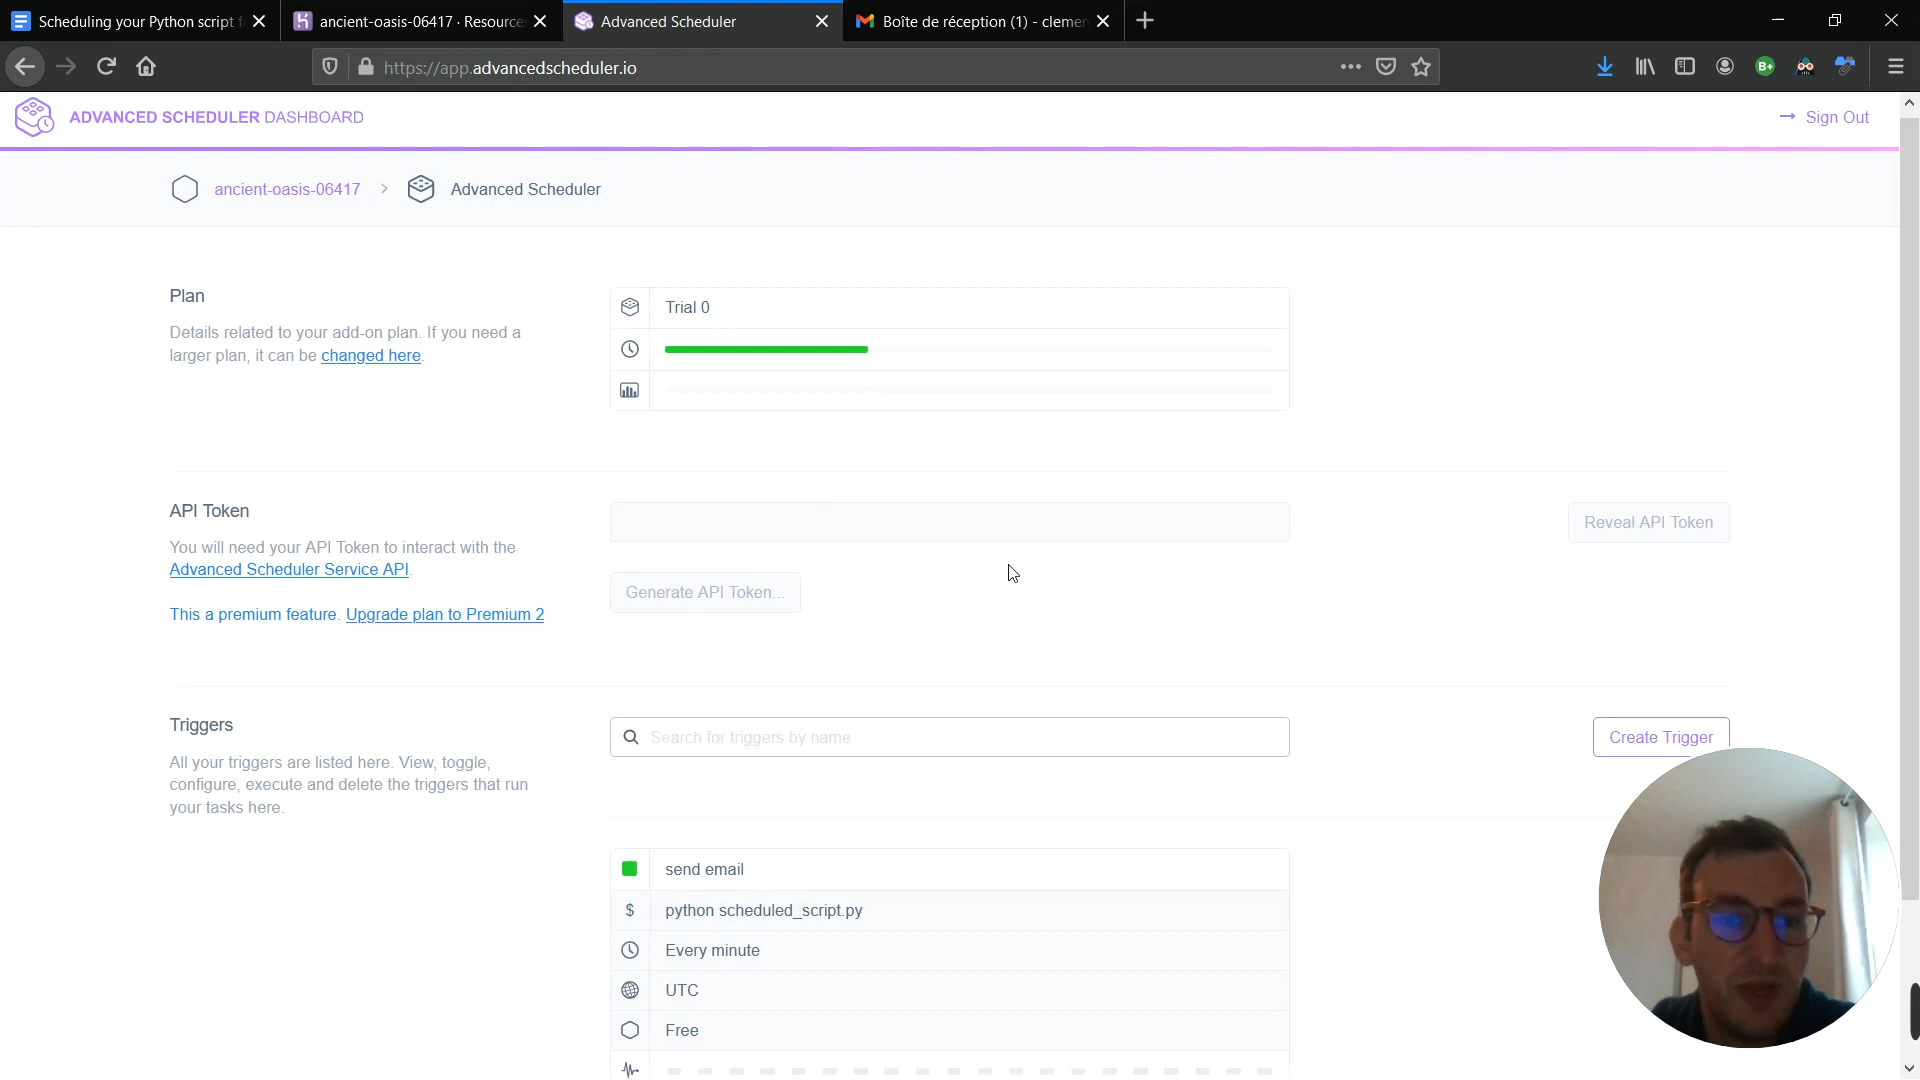 Scheduling your Python script f
ancient-oasis-06417 · Resource
Advanced Scheduler
Boîte de réception (1) - clemen
https://app.advancedscheduler.io
ADVANCED SCHEDULER DASHBOARD
Sign Out
ancient-oasis-06417 > Advanced Scheduler
Plan
Details related to your add-on plan. If you need a
larger plan, it can be changed here.
Trial 0
API Token
You will need your API Token to interact with the
Advanced Scheduler Service API.
This a premium feature. Upgrade plan to Premium 2
Reveal API Token
Generate API Token...
Triggers
All your triggers are listed here. View, toggle,
configure, execute and delete the triggers that run
your tasks here.
Search for triggers by name
Create Trigger
send email
$ python scheduled_script.py
Every minute
UTC
Free